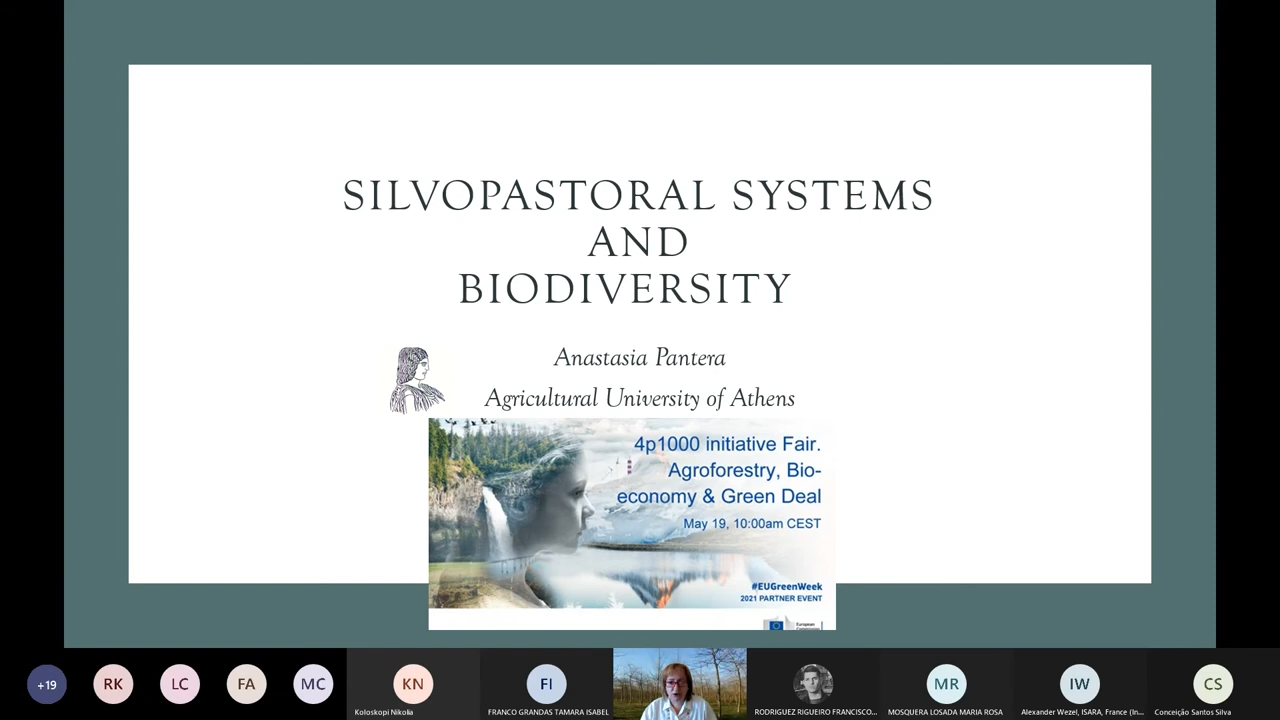 SILVOPASTORAL SYSTEMS
AND
BIODIVERSITY
Anastasia Pantera
Agricultural University of Athens
4p1000 initiative Fair.
Agroforestry, Bio-
economy & Green Deal
May 19, 10:00am CEST
#EUGreenWeek
2021 PARTNER EVENT
European
+19
RK
LC
FA
MC
KN
FI
MR
IW
CS
Koloskopi Nikolia
FRANCO GRANDAS TAMARA ISABEL
RODRIGUEZ RIGUEIRO FRANCISCO...
MOSQUERA LOSADA MARIA ROSA
Alexander Wezel, ISARA, France (In...
Conceição Santos Silva